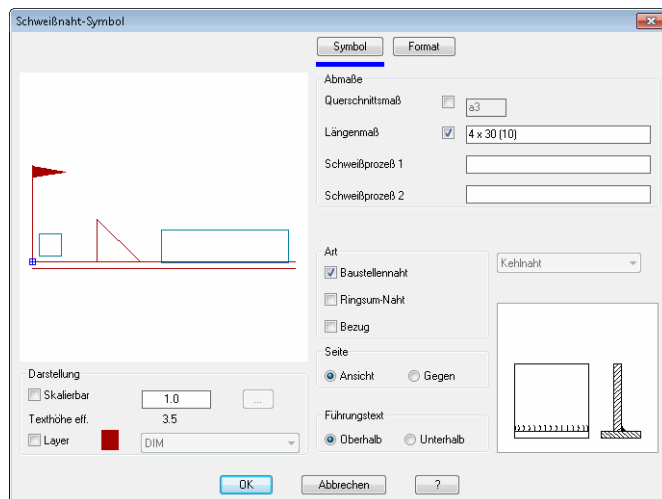 Schweißnaht-Symbol
Symbol
Format
Abmaße
Querschnittsmaß
a3
Längenmaß
4 x 30 (10)
Schweißprozeß 1
Schweißprozeß 2
Art
Baustellennaht
Ringsum-Naht
Bezug
Kehlnaht
Seite
Ansicht
Gegen
Führungstext
Oberhalb
Unterhalb
Darstellung
Skalierbar
1.0
...
Texthöhe eff.
3.5
Layer
DIM
OK
Abbrechen
?